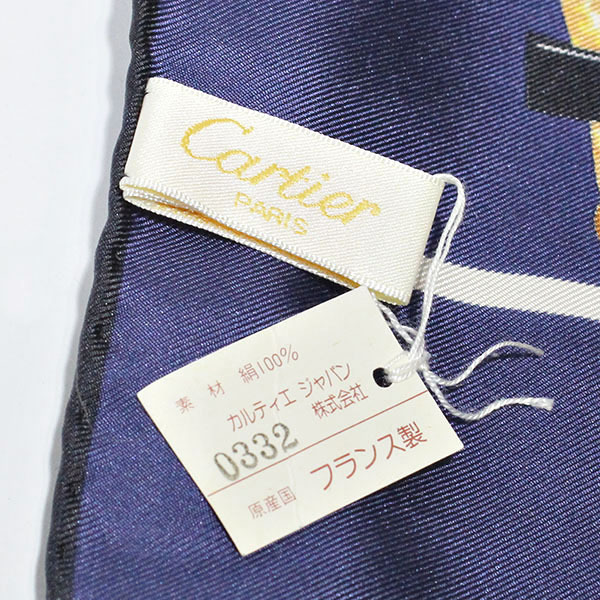 Cartier
PARIS
素材 絹100%
カルティエ ジャパン
株式会社
0332
原産国 フランス製